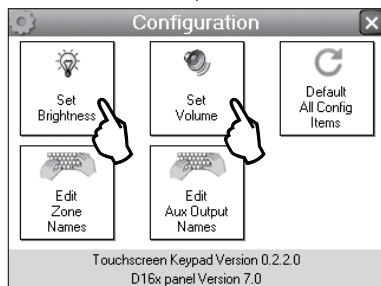 Configuration
Set
Brightness
Set
Volume
Default
All Config
Items
Edit
Zone
Names
Edit
Aux Output
Names
Touchscreen Keypad Version 0.2.2.0
D16x panel Version 7.0